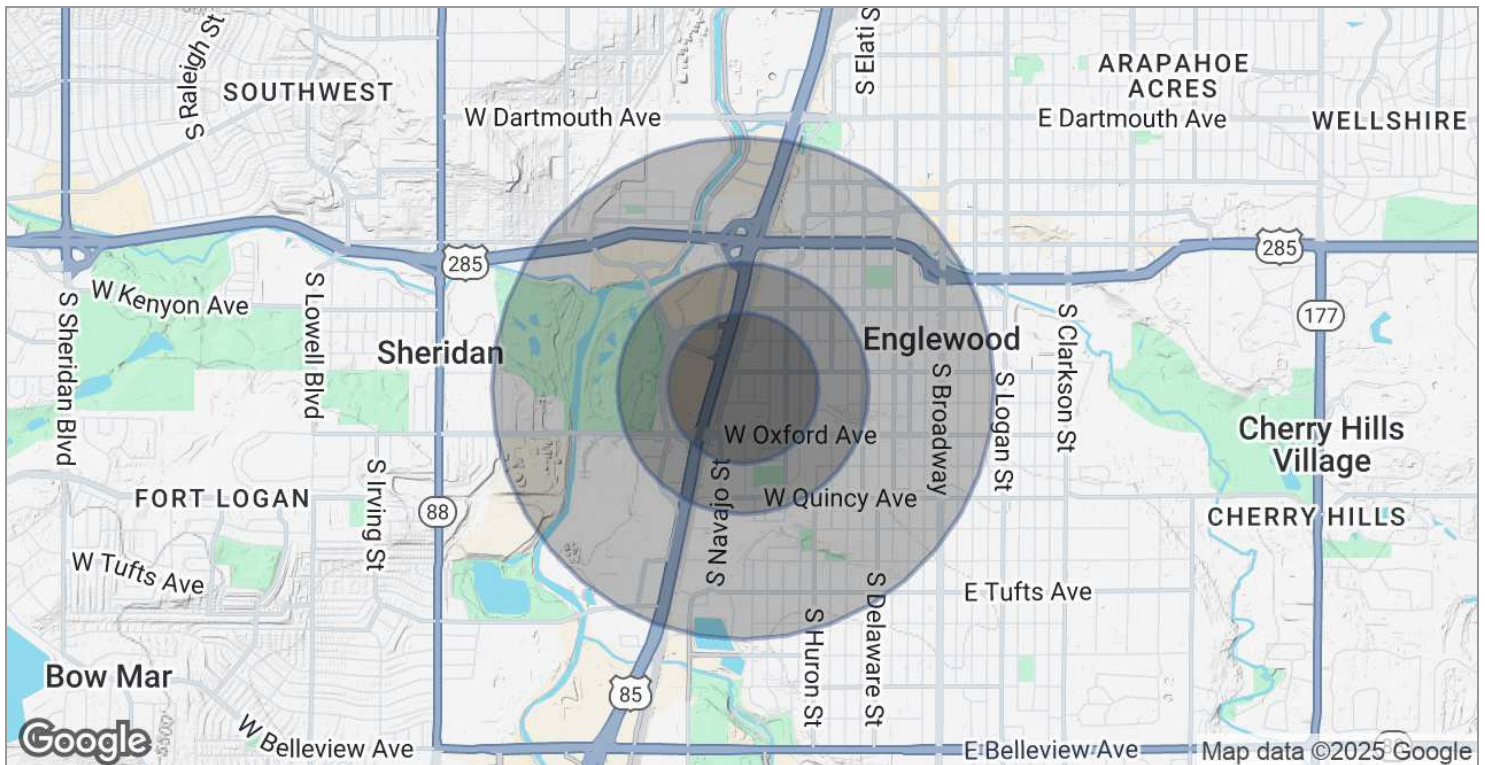 S Raleigh St
SOUTHWEST
W Dartmouth Ave
S Elati S
ARAPAHOE
ACRES
E Dartmouth Ave
WELLSHIRE
285
285
W Kenyon Ave
S Sheridan Blvd
S Lowell Blvd
Sheridan
Englewood
S Clarkson St
177
S Broadway
S Logan St
W Oxford Ave
Cherry Hills
Village
S Irving St
S Navajo St
W Quincy Ave
FORT LOGAN
88
CHERRY HILLS
W Tufts Ave
S Huron St
S Delaware St
E Tufts Ave
Bow Mar
85
5500'
W Belleview Ave
E Belleview Ave
Google
Map data ©2025 Google